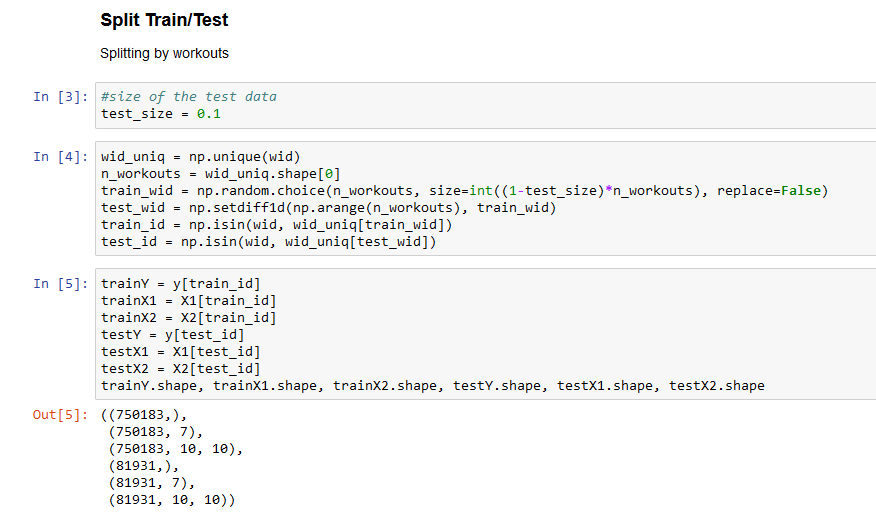 Split Train/Test
Splitting by workouts
In [3]: #size of the test data
test_size = 0.1
In [4]: wid_uniq = np.unique(wid)
n_workouts = wid_uniq.shape[0]
train_wid = np.random.choice(n_workouts, size=int((1-test_size)*n_workouts), replace=False)
test_wid = np.setdiff1d(np.arange(n_workouts), train_wid)
train_id = np.isin(wid, wid_uniq[train_wid])
test_id = np.isin(wid, wid_uniq[test_wid])
In [5]: trainY = y[train_id]
trainX1 = X1[train_id]
trainX2 = X2[train_id]
testY = y[test_id]
testX1 = X1[test_id]
testX2 = X2[test_id]
trainY.shape, trainX1.shape, trainX2.shape, testY.shape, testX1.shape, testX2.shape
Out[5]: ((750183,),
(750183, 7),
(750183, 10, 10),
(81931,),
(81931, 7),
(81931, 10, 10))